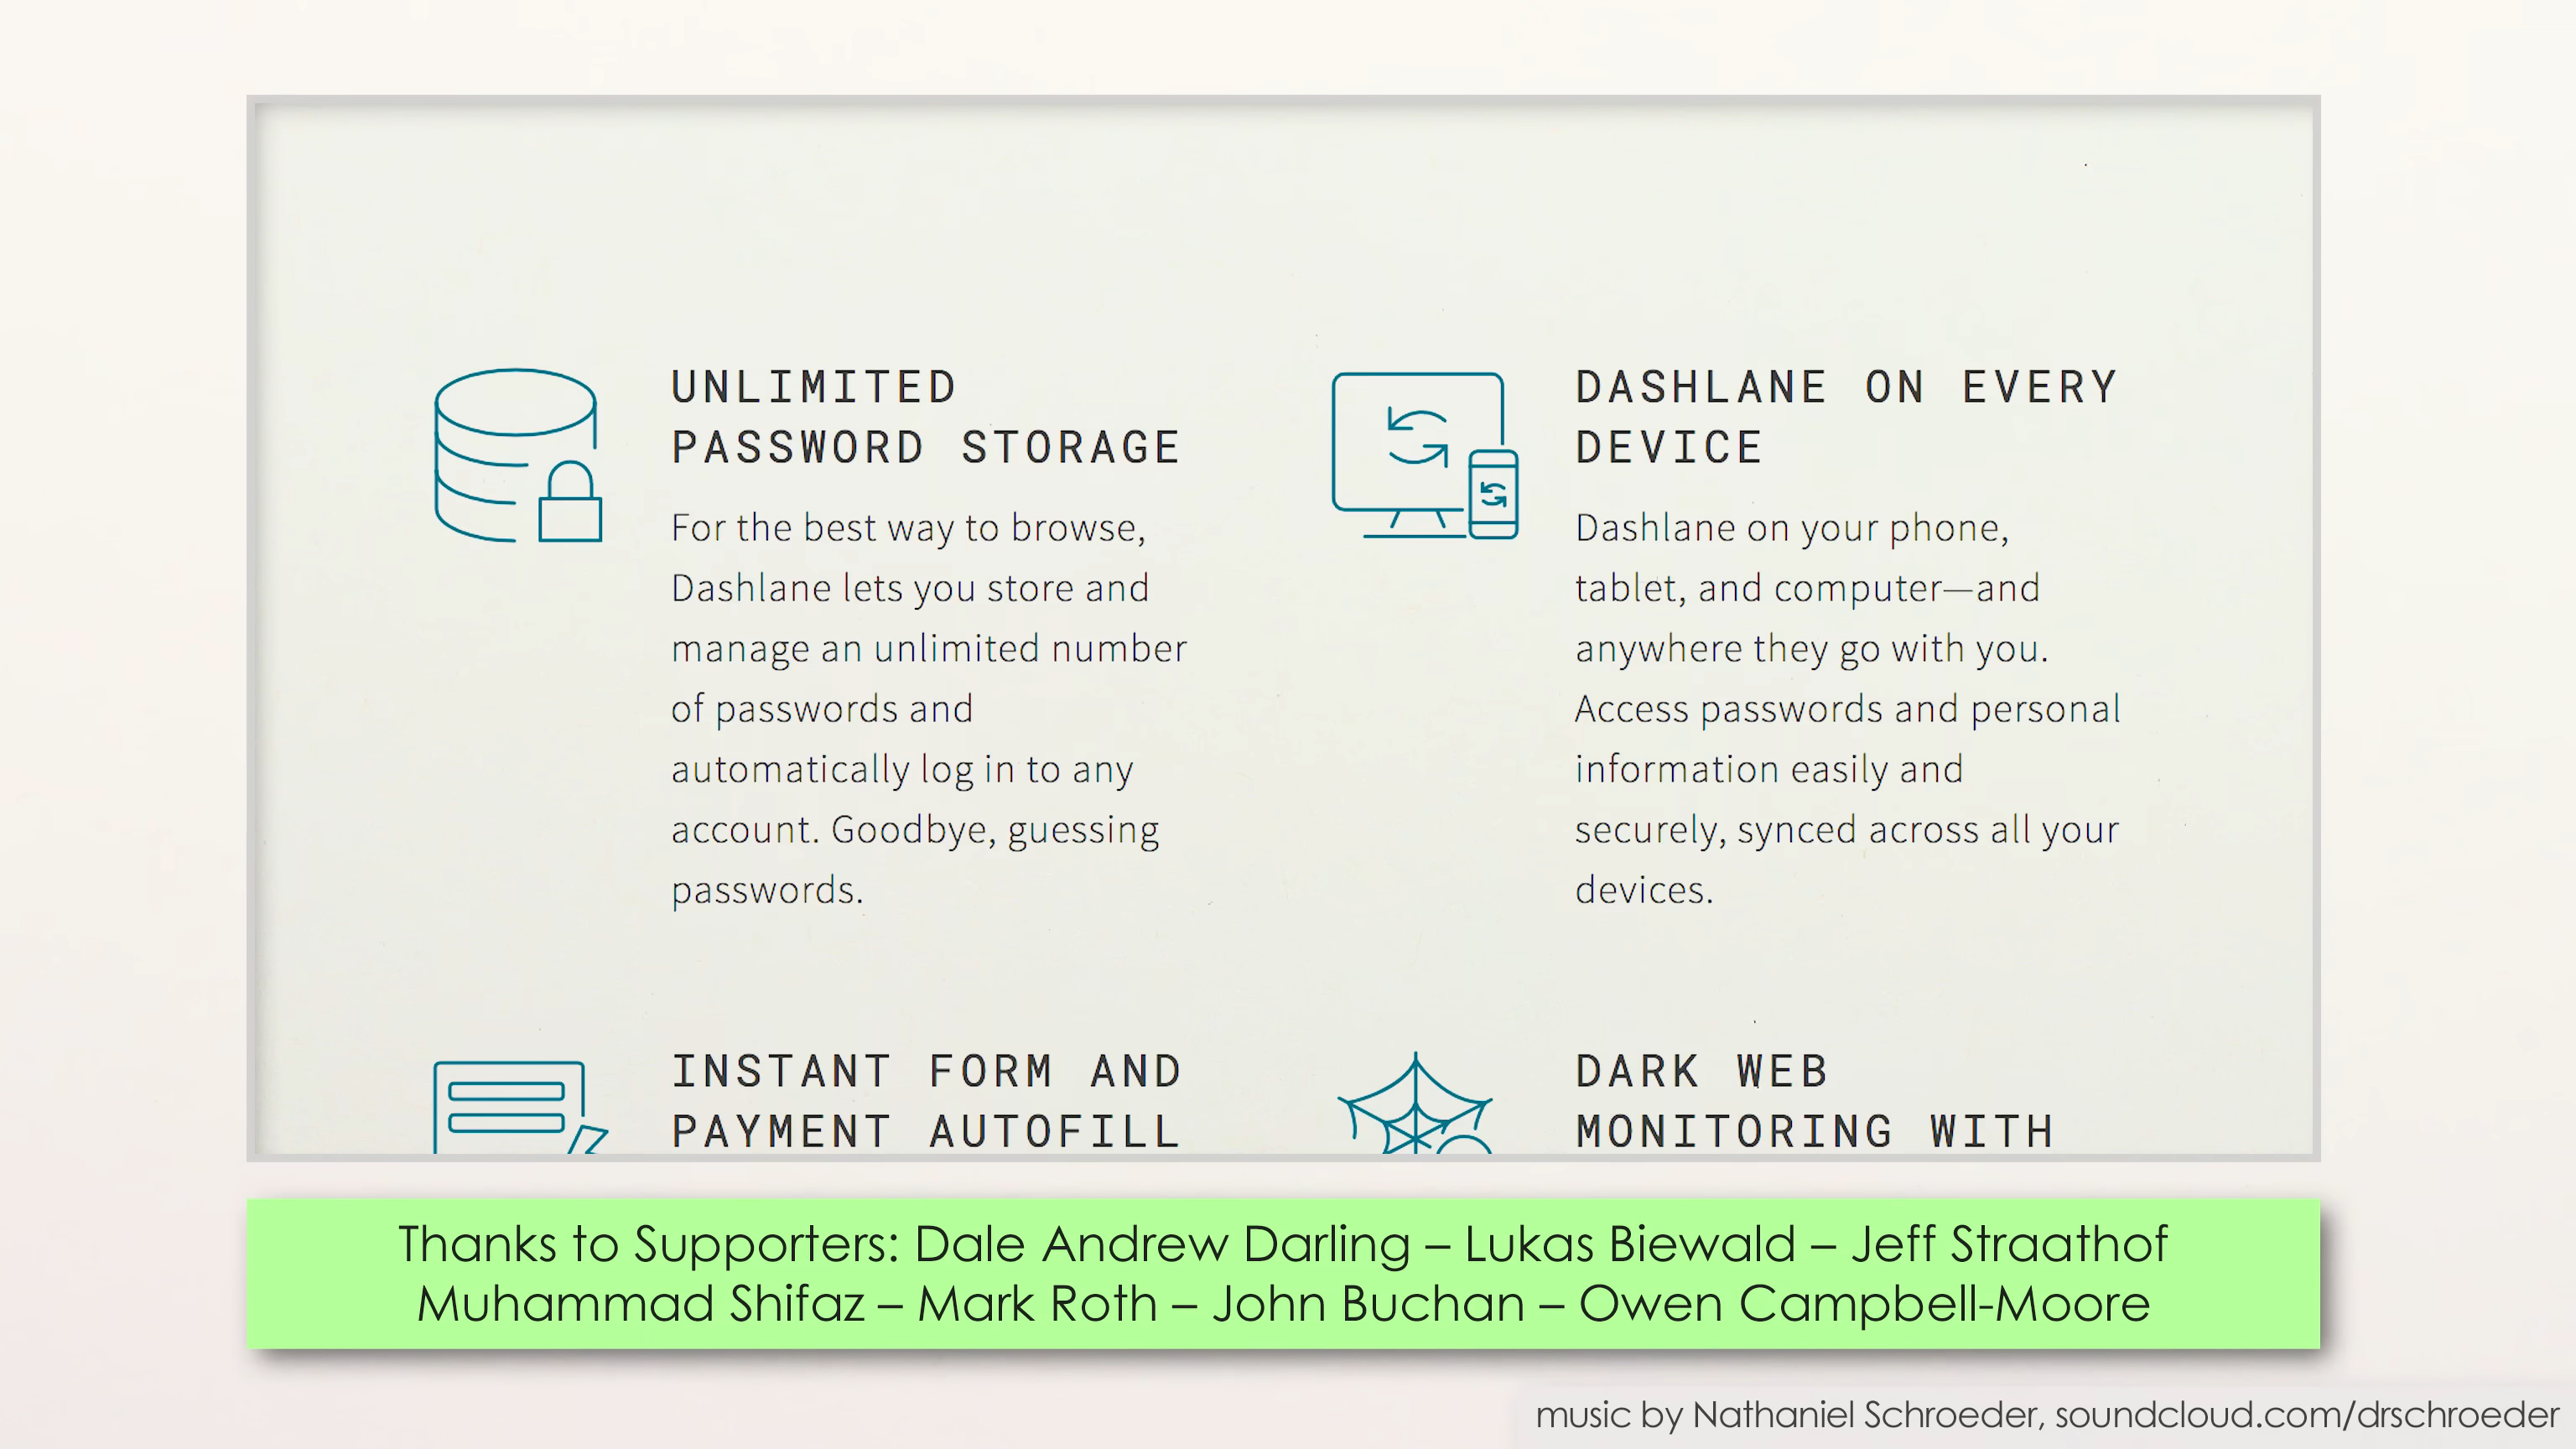 UNLIMITED
PASSWORD STORAGE
For the best way to browse,
Dashlane lets you store and
manage an unlimited number
of passwords and
automatically log in to any
account. Goodbye, guessing
passwords.
DASHLANE ON EVERY
DEVICE
Dashlane on your phone,
tablet, and computer—and
anywhere they go with you.
Access passwords and personal
information easily and
securely, synced across all your
devices.
INSTANT FORM AND
PAYMENT AUTOFILL
DARK WEB
MONITORING WITH
Thanks to Supporters: Dale Andrew Darling – Lukas Biewald – Jeff Straathof
Muhammad Shifaz – Mark Roth – John Buchan – Owen Campbell-Moore
music by Nathaniel Schroeder, soundcloud.com/drschroeder